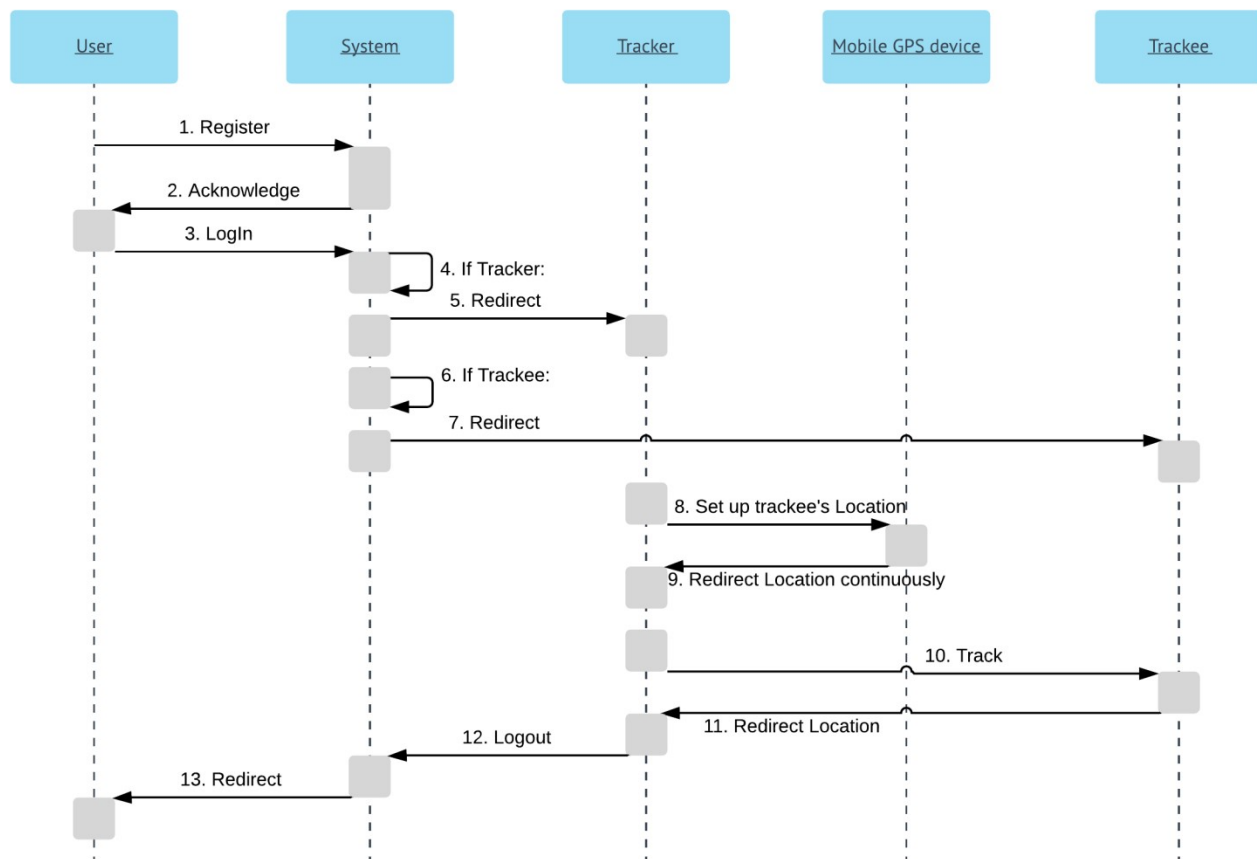 User
System
Tracker
Mobile GPS device
Trackee
1. Register
2. Acknowledge
3. LogIn
4. If Tracker:
5. Redirect
6. If Trackee:
7. Redirect
8. Set up trackee's Location
9. Redirect Location continuously
10. Track
11. Redirect Location
12. Logout
13. Redirect